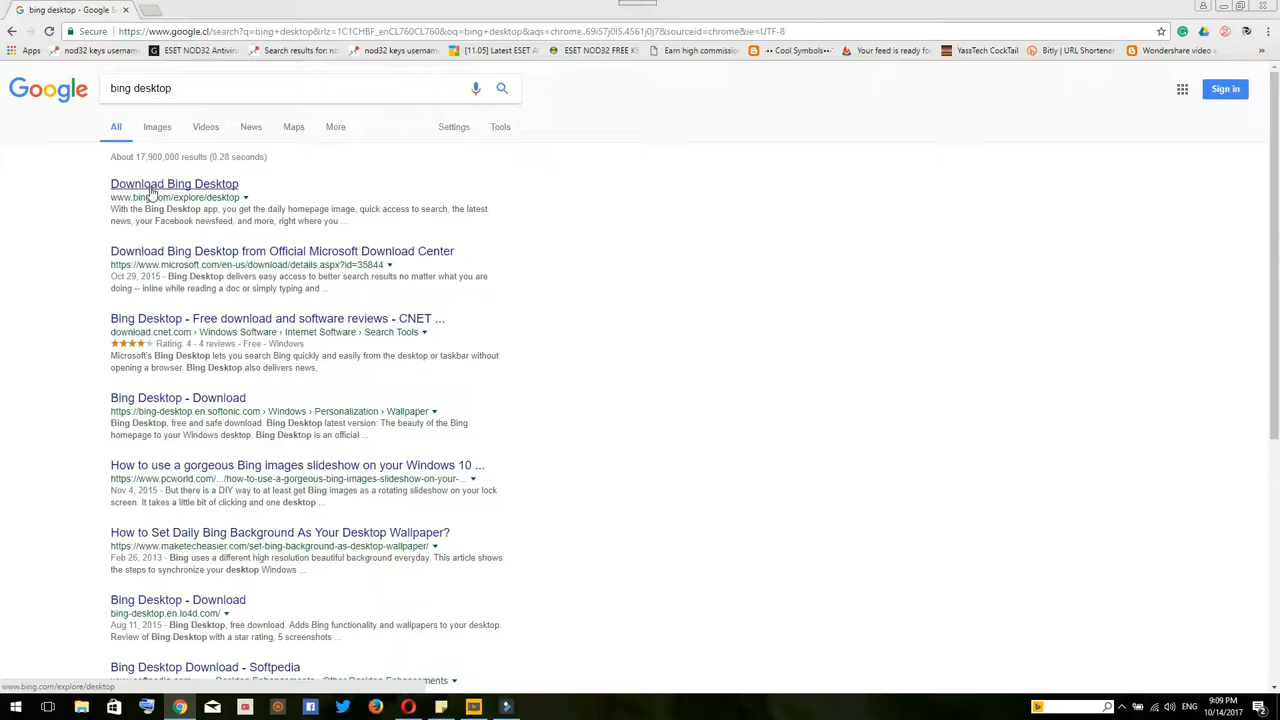 bing desktop - Google S
Secure
https://www.google.cl/search?q=bing+desktop&rlz=1C1CHBF_enCL760CL760&oq=bing+desktop&aqs=chrome..69i57j0l5.4561j0j7&sourceid=chrome&ie=UTF-8
Apps nod32 keys username ESET NOD32 Antivirus Search results for: nod nod32 keys username [11.05] Latest ESET A ESET NOD32 FREE K Earn high commission ..:: Cool Symbols::.. Your feed is ready fo YassTech CockTail Bitly | URL Shortener Wondershare video e
Google
bing desktop
Sign in
All Images Videos News Maps More Settings Tools
About 17,900,000 results (0.28 seconds)
Download Bing Desktop
www.bing.com/explore/desktop
With the Bing Desktop app, you get the daily homepage image, quick access to search, the latest
news, your Facebook newsfeed, and more, right where you ...
Download Bing Desktop from Official Microsoft Download Center
https://www.microsoft.com/en-us/download/details.aspx?id=35844
Oct 29, 2015 - Bing Desktop delivers easy access to better search results no matter what you are
doing -- inline while reading a doc or simply typing and ...
Bing Desktop - Free download and software reviews - CNET ...
download.cnet.com › Windows Software › Internet Software › Search Tools
Rating: 4 - 4 reviews - Free - Windows
Microsoft's Bing Desktop lets you search Bing quickly and easily from the desktop or taskbar without
opening a browser. Bing Desktop also delivers news,
Bing Desktop - Download
https://bing-desktop.en.softonic.com › Windows › Personalization › Wallpaper
Bing Desktop, free and safe download. Bing Desktop latest version: The beauty of the Bing
homepage to your Windows desktop. Bing Desktop is an official ...
How to use a gorgeous Bing images slideshow on your Windows 10 ...
https://www.pcworld.com/.../how-to-use-a-gorgeous-bing-images-slideshow-on-your-...
Nov 4, 2015 - But there is a DIY way to at least get Bing images as a rotating slideshow on your lock
screen. It takes a little bit of clicking and one desktop ...
How to Set Daily Bing Background As Your Desktop Wallpaper?
https://www.maketecheasier.com/set-bing-background-as-desktop-wallpaper/
Feb 26, 2013 - Bing uses a different high resolution beautiful background everyday. This article shows
the steps to synchronize your desktop Windows ...
Bing Desktop - Download
bing-desktop.en.lo4d.com/
Aug 11, 2015 - Bing Desktop, free download. Adds Bing functionality and wallpapers to your desktop.
Review of Bing Desktop with a star rating, 5 screenshots ...
Bing Desktop Download - Softpedia
www.bing.com/explore/desktop
ENG
9:09 PM
10/14/2017